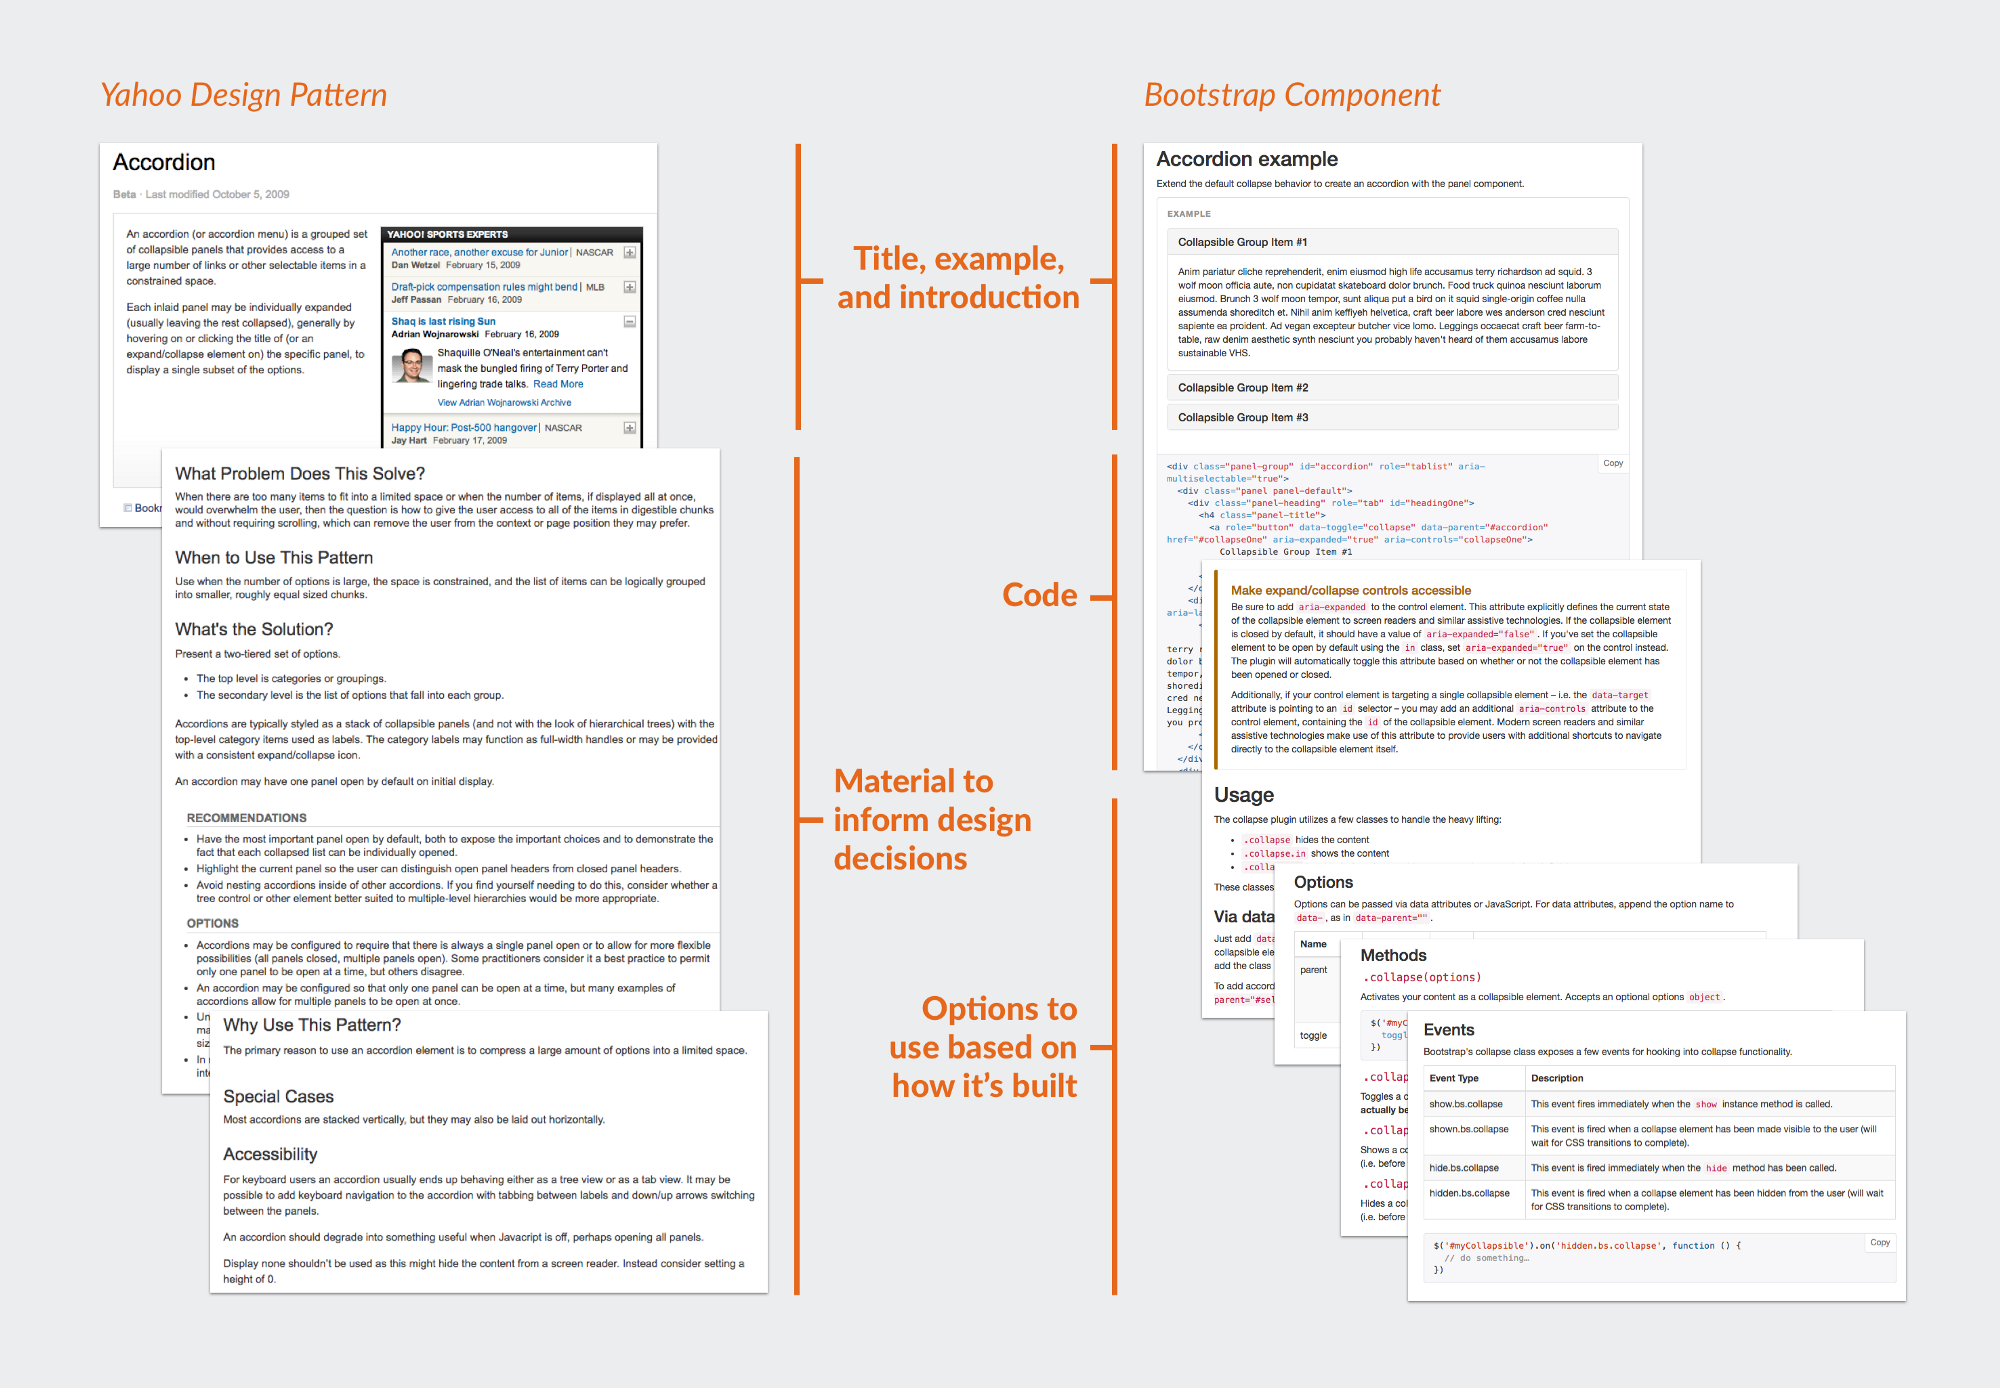 Yahoo Design Pattern
Accordion
Beta · Last modified October 5, 2009
An accordion (or accordion menu) is a grouped set
of collapsible panels that provides access to a
large number of links or other selectable items in a
constrained space.
Each inlaid panel may be individually expanded
(usually leaving the rest collapsed), generally by
hovering on or clicking the title of (or an
expand/collapse element on) the specific panel, to
display a single subset of the options.
YAHOO! SPORTS EXPERTS
Another race, another excuse for Junior | NASCAR
Dan Wetzel February 15, 2009
Draft-pick compensation rules might bend | MLB
Jeff Passan February 16, 2009
Shaq is last rising Sun
Adrian Wojnarowski February 16, 2009
Shaquille O'Neal's entertainment can't
mask the bungled firing of Terry Porter and
lingering trade talks. Read More
View Adrian Wojnarowski Archive
Happy Hour: Post-500 hangover | NASCAR
Jay Hart February 17, 2009
Bookr
What Problem Does This Solve?
When there are too many items to fit into a limited space or when the number of items, if displayed all at once,
would overwhelm the user, then the question is how to give the user access to all of the items in digestible chunks
and without requiring scrolling, which can remove the user from the context or page position they may prefer.
When to Use This Pattern
Use when the number of options is large, the space is constrained, and the list of items can be logically grouped
into smaller, roughly equal sized chunks.
What's the Solution?
Present a two-tiered set of options.
• The top level is categories or groupings.
• The secondary level is the list of options that fall into each group.
Accordions are typically styled as a stack of collapsible panels (and not with the look of hierarchical trees) with the
top-level category items used as labels. The category labels may function as full-width handles or may be provided
with a consistent expand/collapse icon.
An accordion may have one panel open by default on initial display.
RECOMMENDATIONS
• Have the most important panel open by default, both to expose the important choices and to demonstrate the
fact that each collapsed list can be individually opened.
• Highlight the current panel so the user can distinguish open panel headers from closed panel headers.
• Avoid nesting accordions inside of other accordions. If you find yourself needing to do this, consider whether a
tree control or other element better suited to multiple-level hierarchies would be more appropriate.
OPTIONS
• Accordions may be configured to require that there is always a single panel open or to allow for more flexible
possibilities (all panels closed, multiple panels open). Some practitioners consider it a best practice to permit
only one panel to be open at a time, but others disagree.
• An accordion may be configured so that only one panel can be open at a time, but many examples of
accordions allow for multiple panels to be open at once.
• Un
ma
siz
• In
inte
Why Use This Pattern?
The primary reason to use an accordion element is to compress a large amount of options into a limited space.
Special Cases
Most accordions are stacked vertically, but they may also be laid out horizontally.
Accessibility
For keyboard users an accordion usually ends up behaving either as a tree view or as a tab view. It may be
possible to add keyboard navigation to the accordion with tabbing between labels and down/up arrows switching
between the panels.
An accordion should degrade into something useful when Javacript is off, perhaps opening all panels.
Display none shouldn't be used as this might hide the content from a screen reader. Instead consider setting a
height of 0.
Title, example,
and introduction
Code
Material to
inform design
decisions
Options to
use based on
how it's built
Bootstrap Component
Accordion example
Extend the default collapse behavior to create an accordion with the panel component.
EXAMPLE
Collapsible Group Item #1
Anim pariatur cliche reprehenderit, enim eiusmod high life accusamus terry richardson ad squid. 3
wolf moon officia aute, non cupidatat skateboard dolor brunch. Food truck quinoa nesciunt laborum
eiusmod. Brunch 3 wolf moon tempor, sunt aliqua put a bird on it squid single-origin coffee nulla
assumenda shoreditch et. Nihil anim keffiyeh helvetica, craft beer labore wes anderson cred nesciunt
sapiente ea proident. Ad vegan excepteur butcher vice lomo. Leggings occaecat craft beer farm-to-
table, raw denim aesthetic synth nesciunt you probably haven't heard of them accusamus labore
sustainable VHS.
Collapsible Group Item #2
Collapsible Group Item #3
Copy
<div class="panel-group" id="accordion" role="tablist" aria-
multiselectable="true">
<div class="panel panel-default">
<div class="panel-heading" role="tab" id="headingOne">
<h4 class="panel-title">
<a role="button" data-toggle="collapse" data-parent="#accordion"
href="#collapseOne" aria-expanded="true" aria-controls="collapseOne">
Collapsible Group Item #1
<
</d
<di
aria-la
<
terry r
dolor b
tempor,
shoredi
cred ne
Legging
you pro
<
</d
</div
<div
Make expand/collapse controls accessible
Be sure to add aria-expanded to the control element. This attribute explicitly defines the current state
of the collapsible element to screen readers and similar assistive technologies. If the collapsible element
is closed by default, it should have a value of aria-expanded="false" . If you've set the collapsible
element to be open by default using the in class, set aria-expanded="true" on the control instead.
The plugin will automatically toggle this attribute based on whether or not the collapsible element has
been opened or closed.
Additionally, if your control element is targeting a single collapsible element – i.e. the data-target
attribute is pointing to an id selector – you may add an additional aria-controls attribute to the
control element, containing the id of the collapsible element. Modern screen readers and similar
assistive technologies make use of this attribute to provide users with additional shortcuts to navigate
directly to the collapsible element itself.
Usage
The collapse plugin utilizes a few classes to handle the heavy lifting:
• .collapse hides the content
• .collapse.in shows the content
• .colla
These classes
Via data
Just add data
collapsible ele
add the class
To add accord
parent="#sel
Options
Options can be passed via data attributes or JavaScript. For data attributes, append the option name to
data- , as in data-parent="" .
Name
parent
toggle
Methods
.collapse(options)
Activates your content as a collapsible element. Accepts an optional options object .
$('#myC
toggl
})
.collap
Toggles a c
actually be
.collap
Shows a co
(i.e. before
.collap
Hides a col
(i.e. before
Events
Bootstrap's collapse class exposes a few events for hooking into collapse functionality.
Event Type Description
show.bs.collapse This event fires immediately when the show instance method is called.
shown.bs.collapse This event is fired when a collapse element has been made visible to the user (will
wait for CSS transitions to complete).
hide.bs.collapse This event is fired immediately when the hide method has been called.
hidden.bs.collapse This event is fired when a collapse element has been hidden from the user (will wait
for CSS transitions to complete).
Copy
$('#myCollapsible').on('hidden.bs.collapse', function () {
// do something…
})